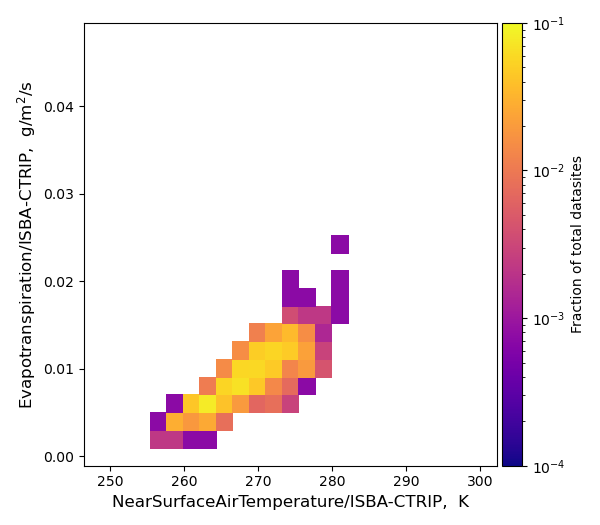 10⁻¹
10⁻²
10⁻³
10⁻⁴
Fraction of total datasites
0.04
0.03
0.02
0.01
0.00
Evapotranspiration/ISBA-CTRIP,  g/m²/s
250 260 270 280 290 300
NearSurfaceAirTemperature/ISBA-CTRIP,  K